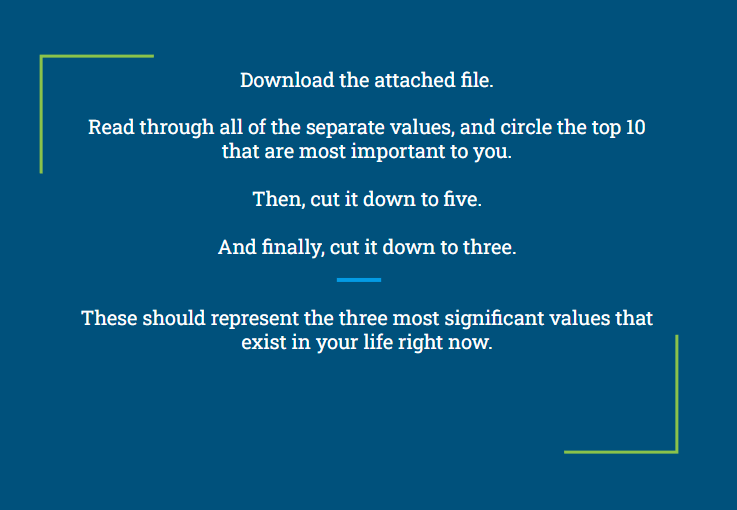 Download the attached file.
Read through all of the separate values, and circle the top 10
that are most important to you.
Then, cut it down to five.
And finally, cut it down to three.
These should represent the three most significant values that
exist in your life right now.